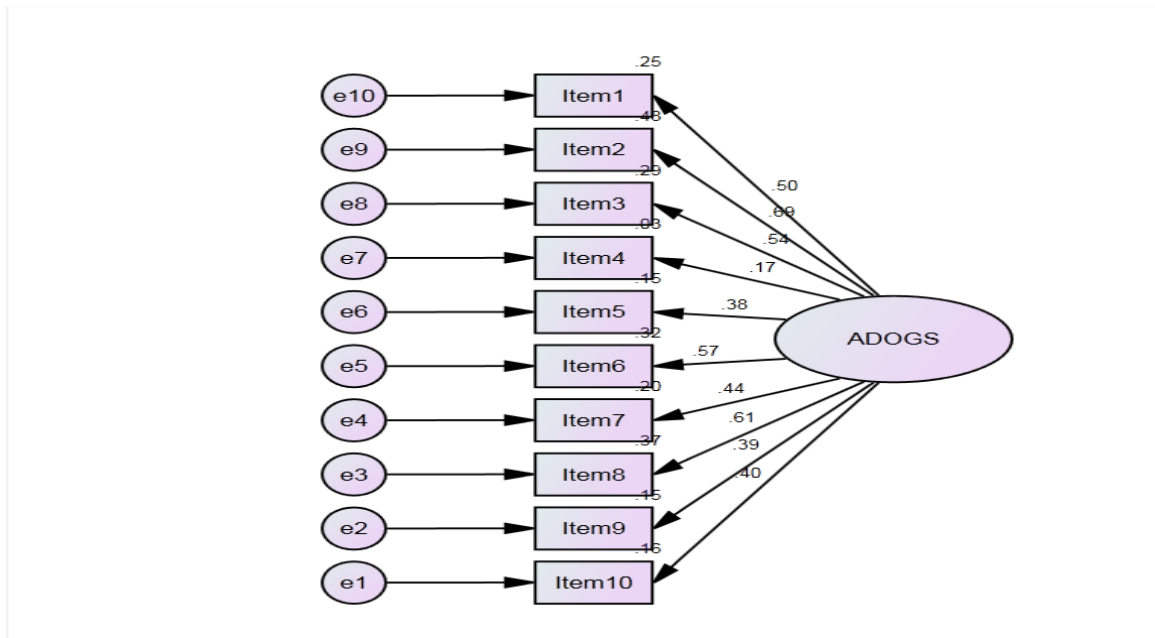 .25
e10 Item1
.48
e9 Item2
.50
.29
e8 Item3
.69
.03
.54
e7 Item4
.17
.15
e6 Item5
.38
.32
ADOGS
e5 Item6
.57
.20
.44
e4 Item7
.61
.37
.39
e3 Item8
.40
.15
e2 Item9
.16
e1 Item10